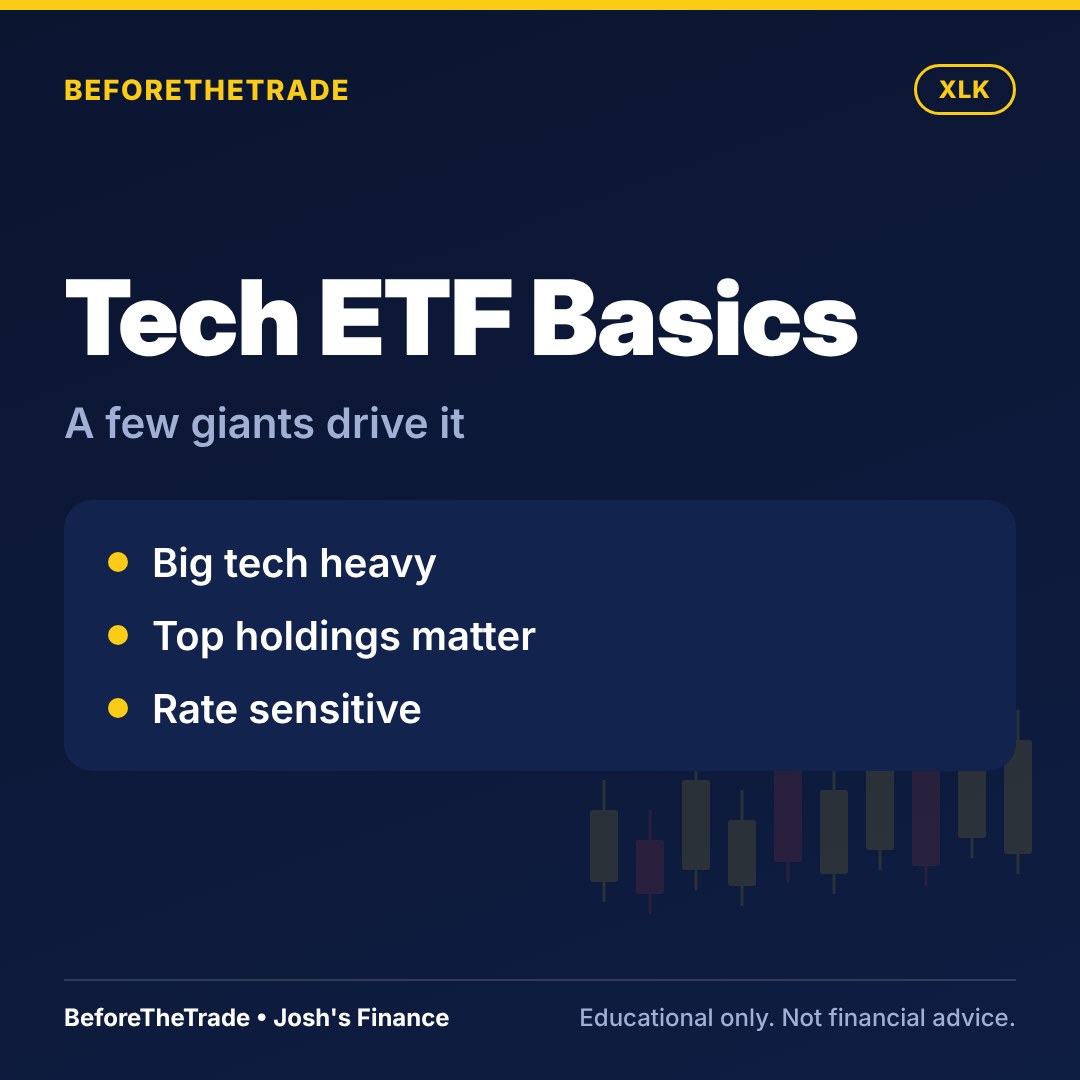 BEFORETHETRADE
XLK
Tech ETF Basics
A few giants drive it
Big tech heavy
Top holdings matter
Rate sensitive
BeforeTheTrade • Josh's Finance
Educational only. Not financial advice.